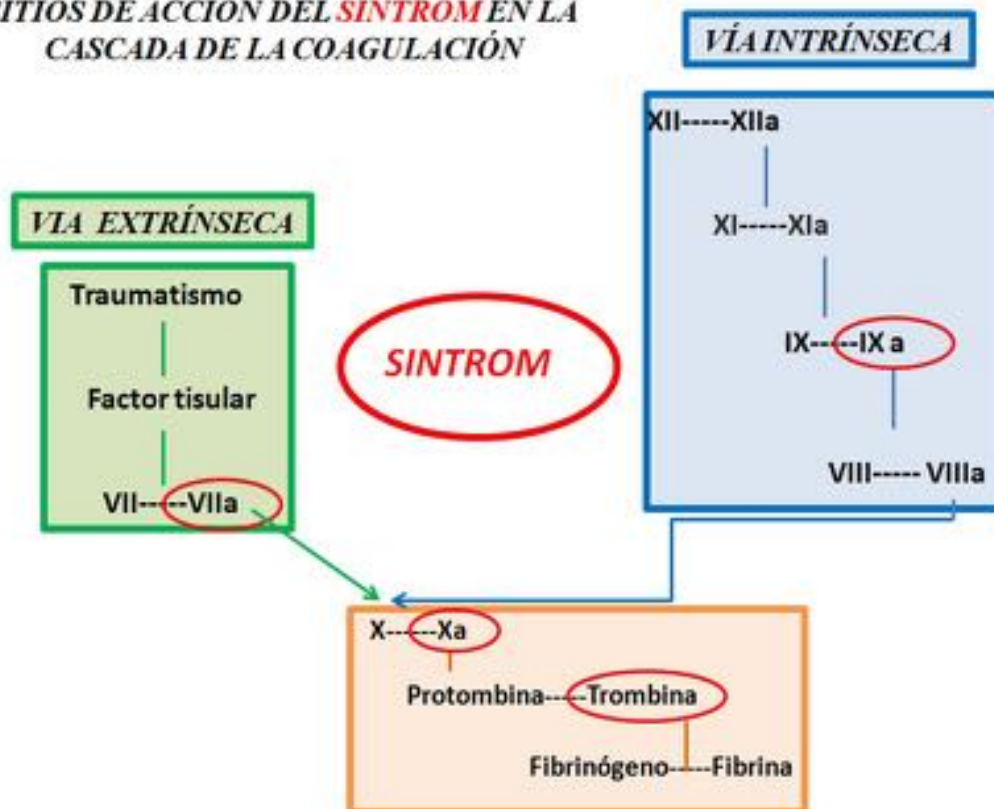 SITIOS DE ACCIÓN DEL SINTROM EN LA
CASCADA DE LA COAGULACIÓN
VÍA INTRÍNSECA
XII-----XIIa
XI-----XIa
IX-----IX a
VIII----- VIIIa
VIA EXTRÍNSECA
Traumatismo
Factor tisular
VII-----VIIa
SINTROM
X------Xa
Protombina-----Trombina
Fibrinógeno-----Fibrina